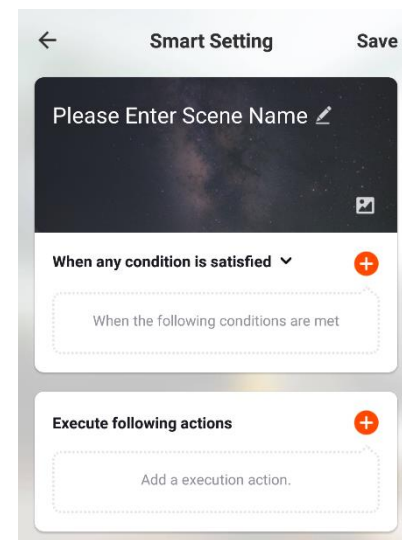 Smart Setting
Save
Please Enter Scene Name
When any condition is satisfied
When the following conditions are met
Execute following actions
Add a execution action.